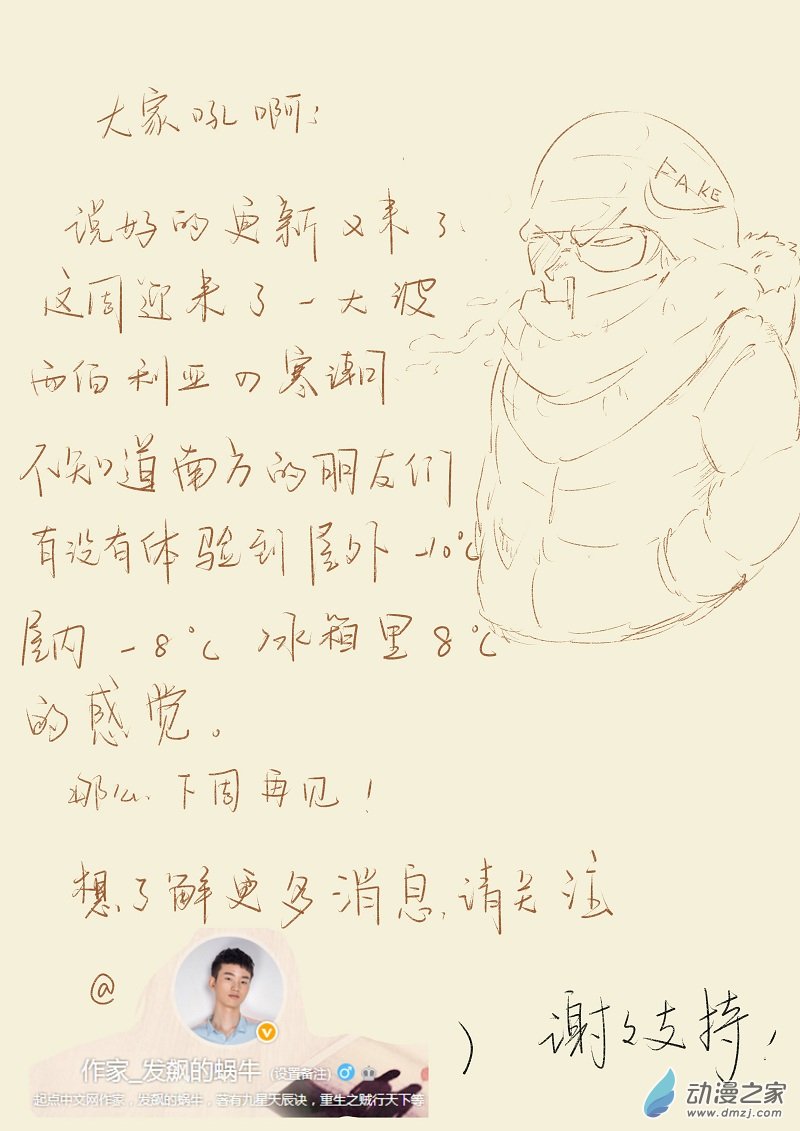 大家吼啊：
FAKE
说好的更新又来了
这周迎来了一大波
西伯利亚の寒潮
不知道南方的朋友们
有没有体验到屋外-10℃
屋内-8℃ 冰箱里8℃
的感觉。
那么、下周再见！
想了解更多消息，请关注
@
作家_发飙的蜗牛 (设置备注)
起点中文网作家，发飙的蜗牛，著有九星天辰诀，重生之贼行天下等
) 谢々支持！
动漫之家
www.dmzj.com